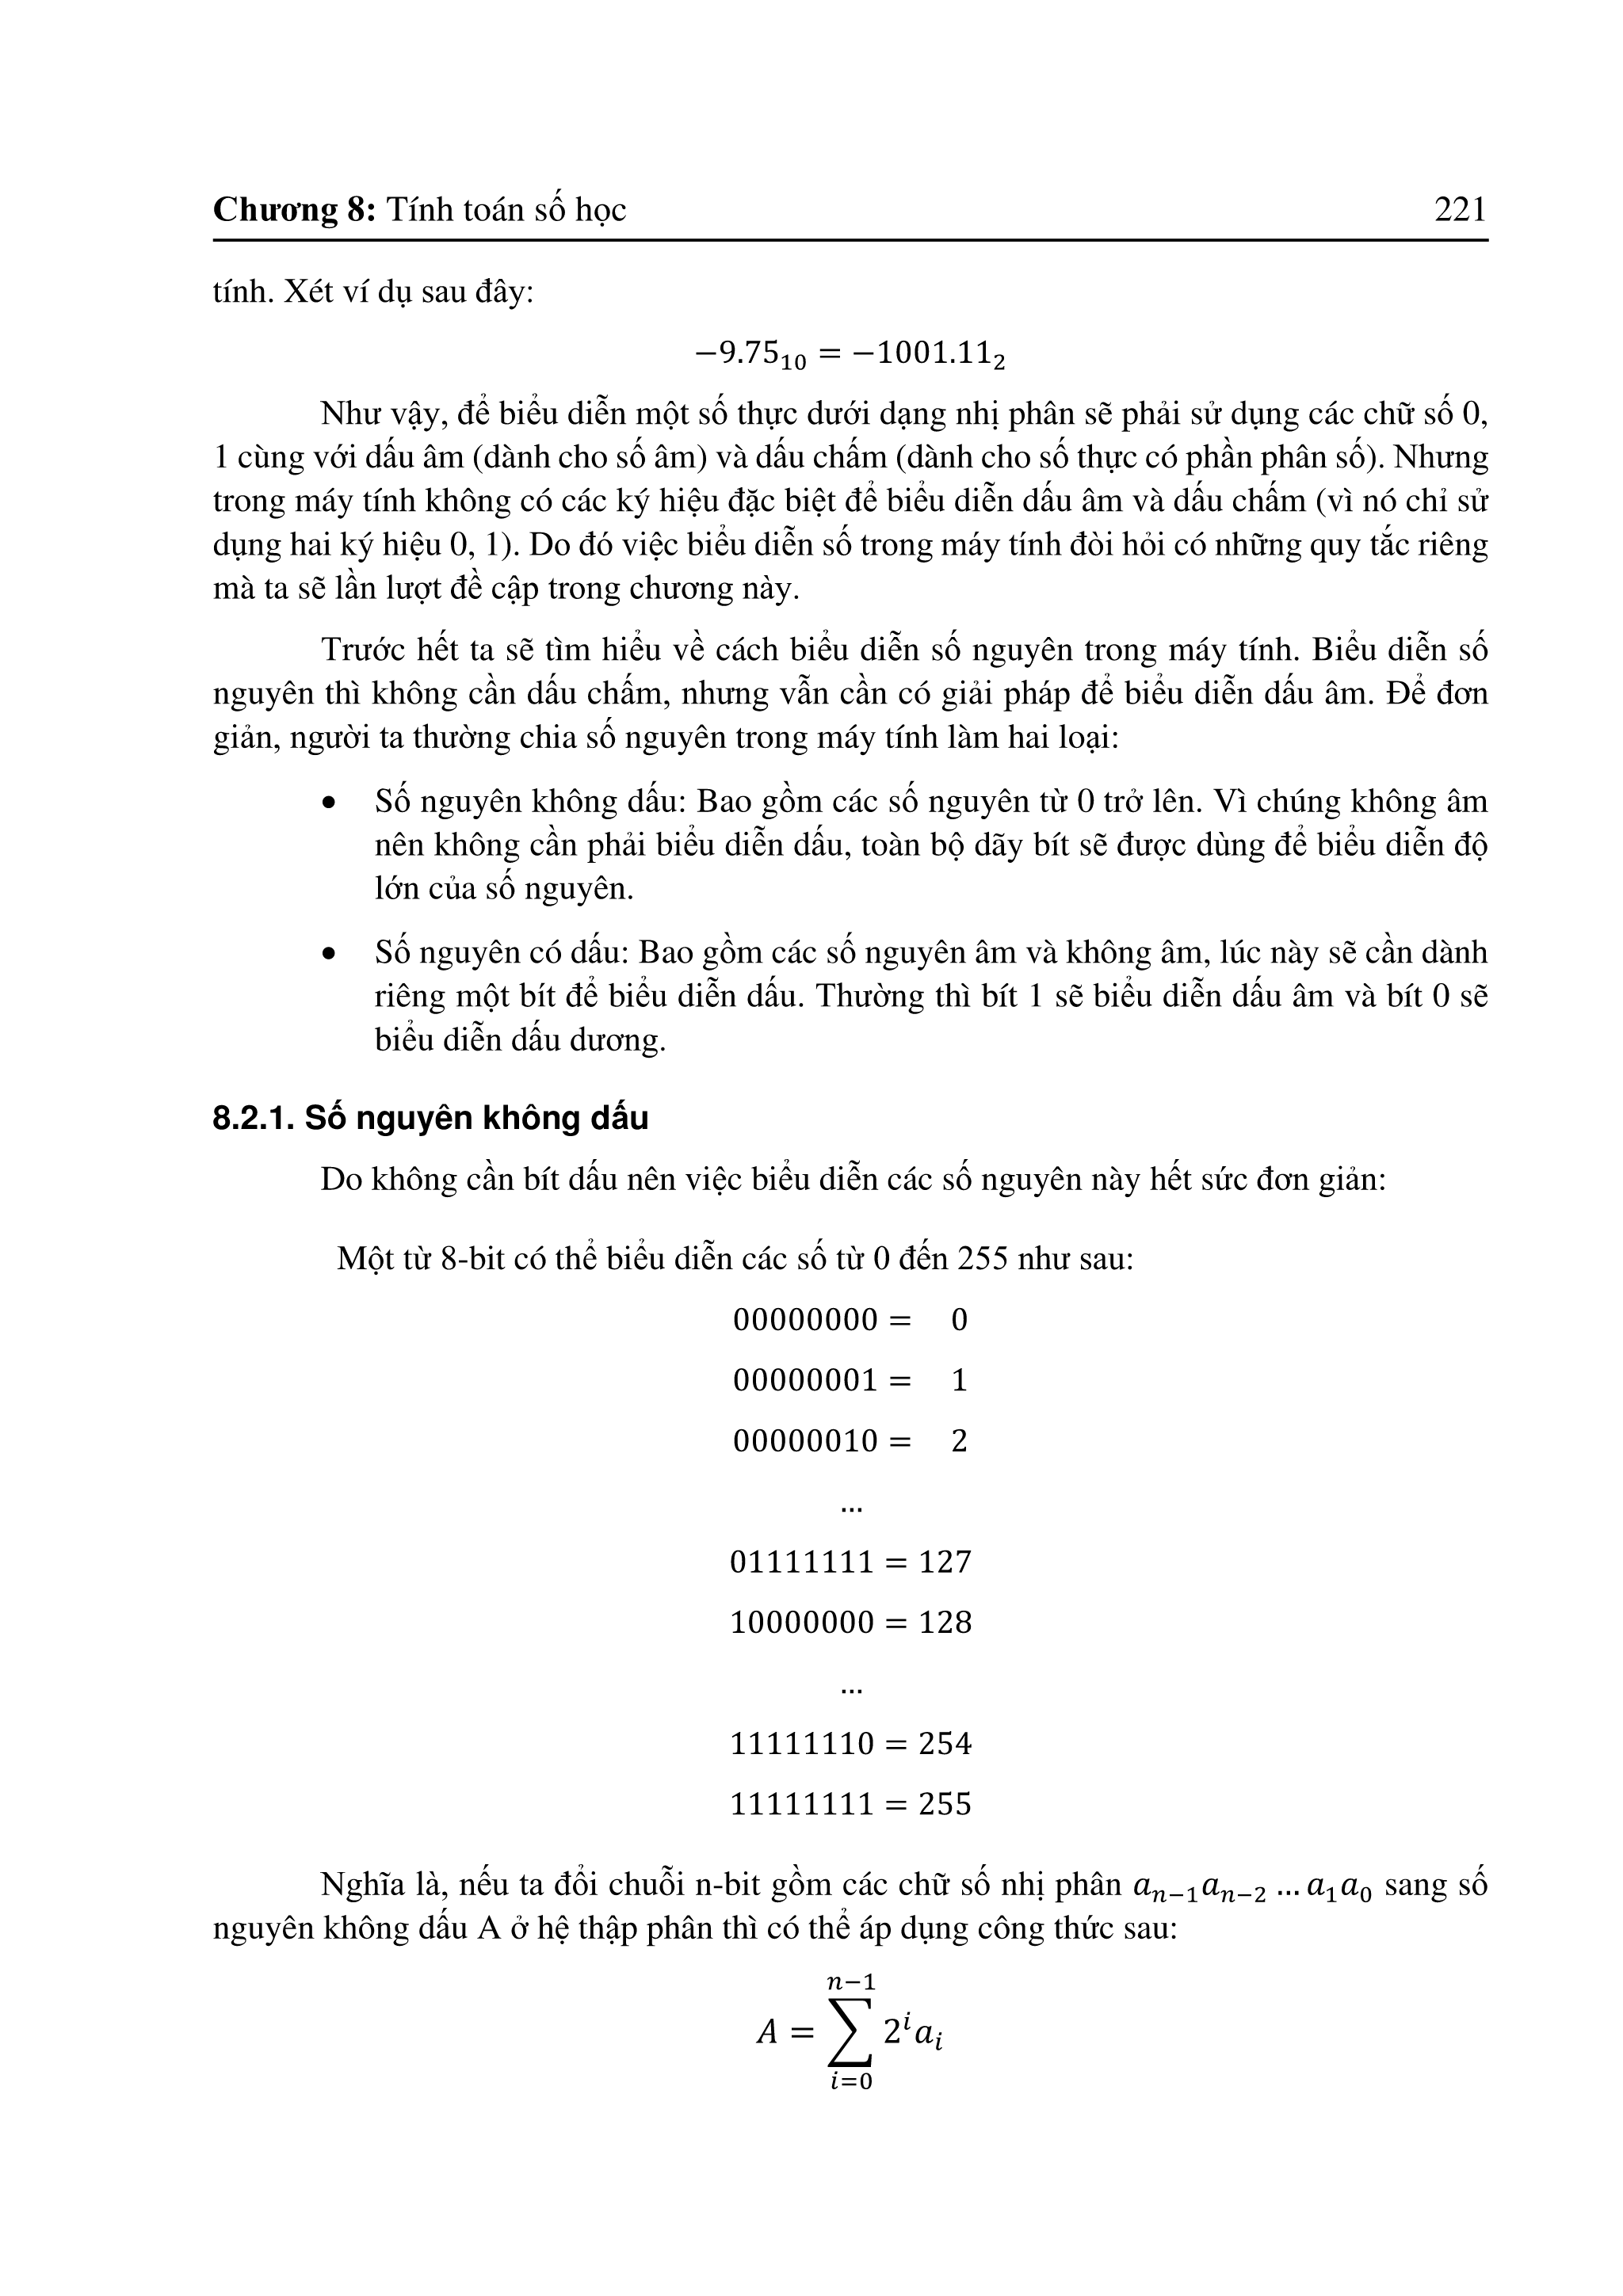 Chương 8: Tính toán số học 221
tính. Xét ví dụ sau đây:
−9.75₁₀ = −1001.11₂
Như vậy, để biểu diễn một số thực dưới dạng nhị phân sẽ phải sử dụng các chữ số 0,
1 cùng với dấu âm (dành cho số âm) và dấu chấm (dành cho số thực có phần phân số). Nhưng
trong máy tính không có các ký hiệu đặc biệt để biểu diễn dấu âm và dấu chấm (vì nó chỉ sử
dụng hai ký hiệu 0, 1). Do đó việc biểu diễn số trong máy tính đòi hỏi có những quy tắc riêng
mà ta sẽ lần lượt đề cập trong chương này.
Trước hết ta sẽ tìm hiểu về cách biểu diễn số nguyên trong máy tính. Biểu diễn số
nguyên thì không cần dấu chấm, nhưng vẫn cần có giải pháp để biểu diễn dấu âm. Để đơn
giản, người ta thường chia số nguyên trong máy tính làm hai loại:
• Số nguyên không dấu: Bao gồm các số nguyên từ 0 trở lên. Vì chúng không âm
nên không cần phải biểu diễn dấu, toàn bộ dãy bít sẽ được dùng để biểu diễn độ
lớn của số nguyên.
• Số nguyên có dấu: Bao gồm các số nguyên âm và không âm, lúc này sẽ cần dành
riêng một bít để biểu diễn dấu. Thường thì bít 1 sẽ biểu diễn dấu âm và bít 0 sẽ
biểu diễn dấu dương.
8.2.1. Số nguyên không dấu
Do không cần bít dấu nên việc biểu diễn các số nguyên này hết sức đơn giản:
Một từ 8-bit có thể biểu diễn các số từ 0 đến 255 như sau:
00000000 = 0
00000001 = 1
00000010 = 2
...
01111111 = 127
10000000 = 128
...
11111110 = 254
11111111 = 255
Nghĩa là, nếu ta đổi chuỗi n-bit gồm các chữ số nhị phân aₙ₋₁aₙ₋₂ ... a₁a₀ sang số
nguyên không dấu A ở hệ thập phân thì có thể áp dụng công thức sau:
n−1
A = ∑ 2ⁱaᵢ
i=0